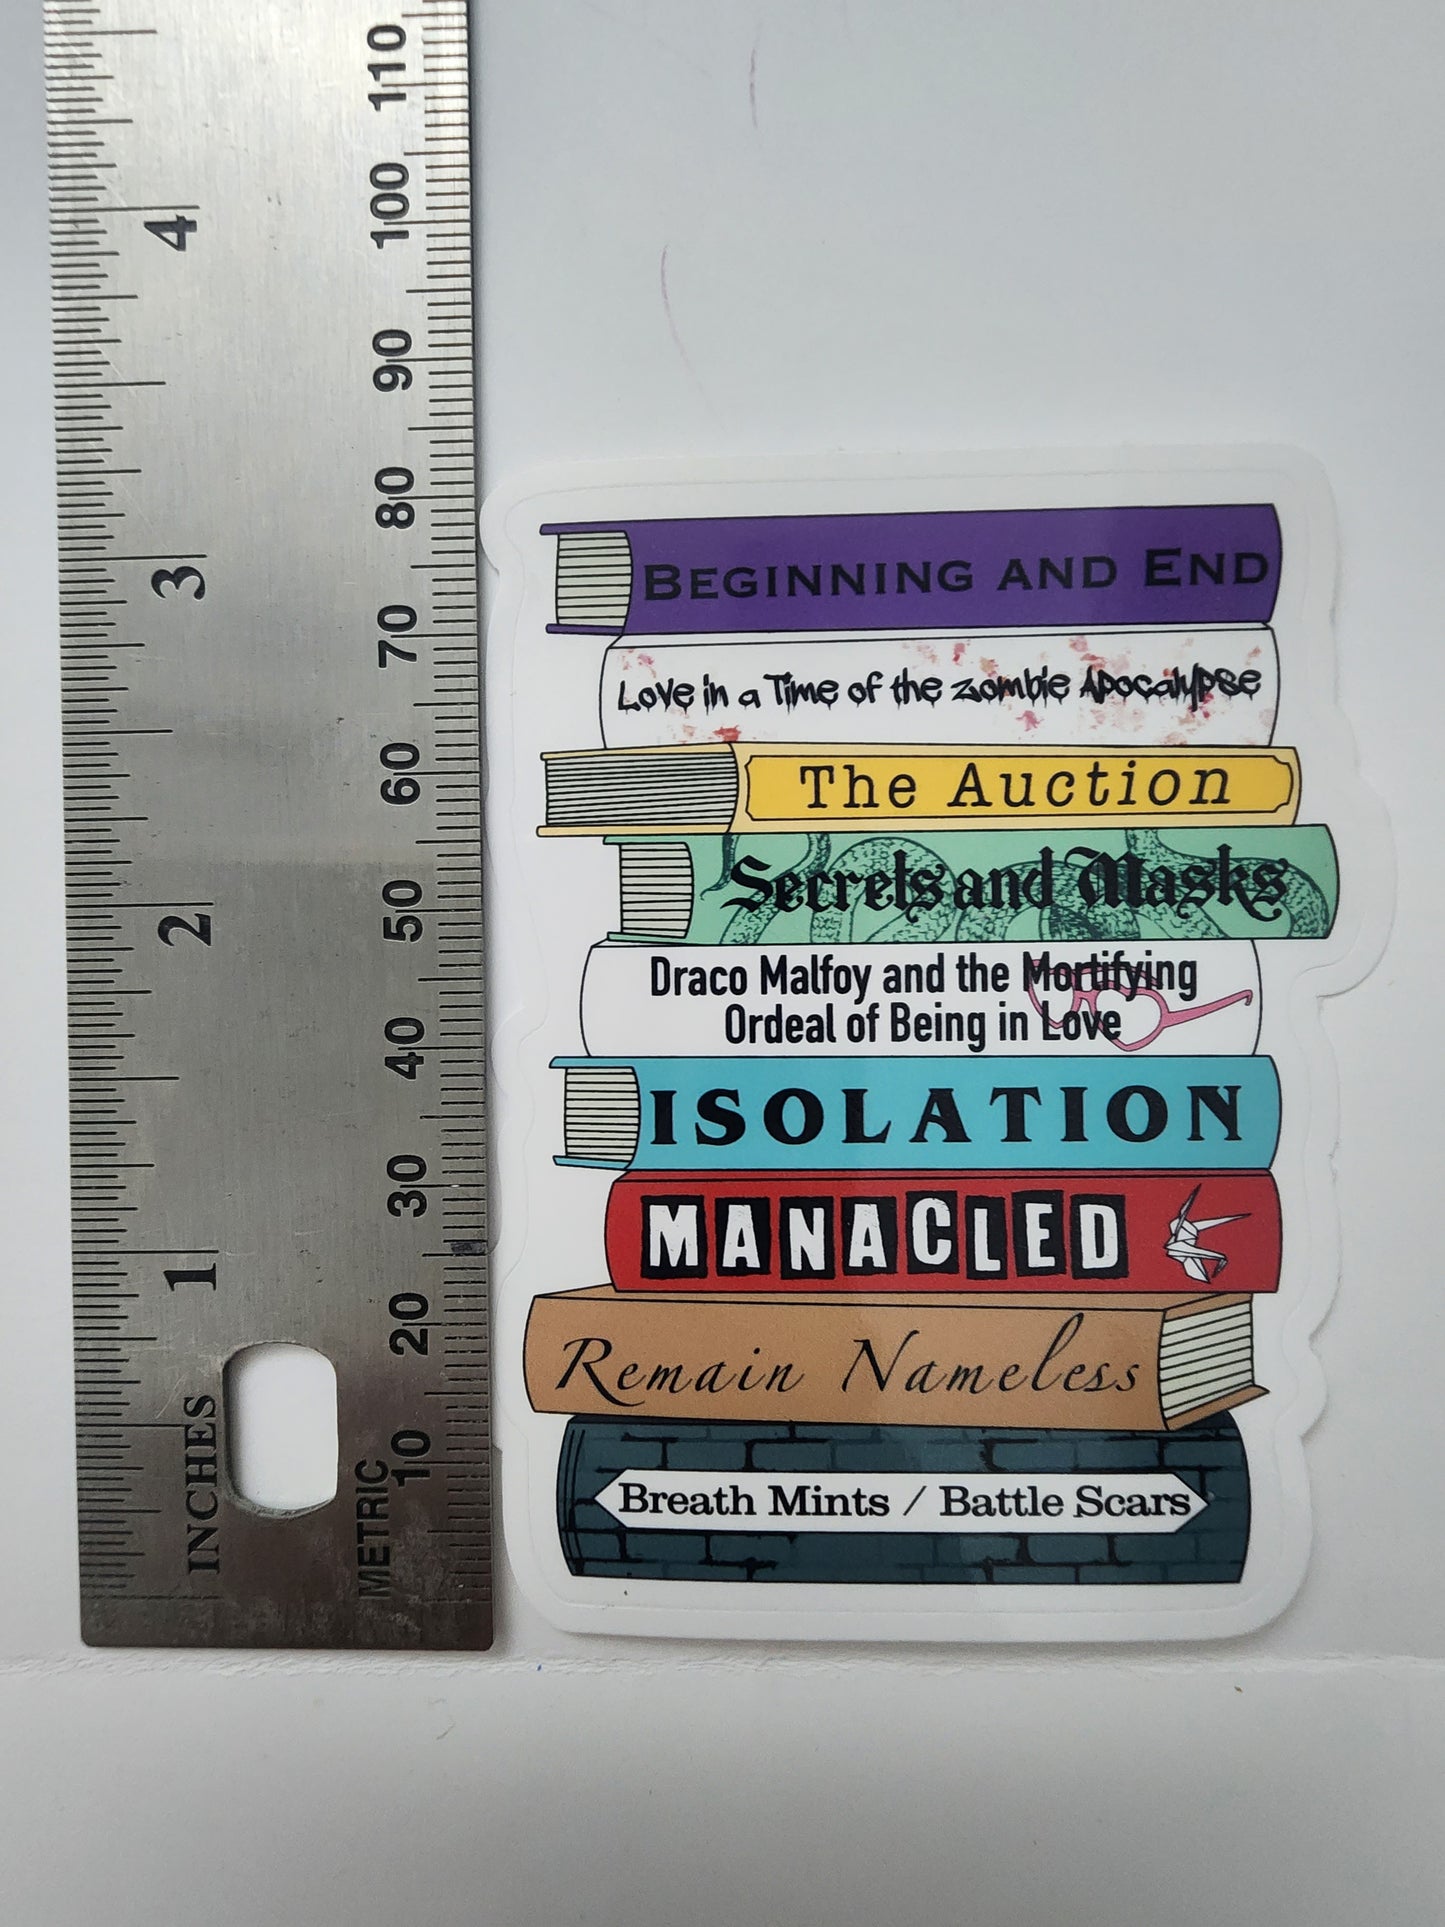 110
100
90
80
70
60
50
40
30
20
10
METRIC
4
3
2
1
INCHES
BEGINNING AND END
Love in a Time of the Zombie Apocalypse
The Auction
Secrets and Masks
Draco Malfoy and the Mortifying
Ordeal of Being in Love
ISOLATION
MANACLED
Remain Nameless
Breath Mints / Battle Scars